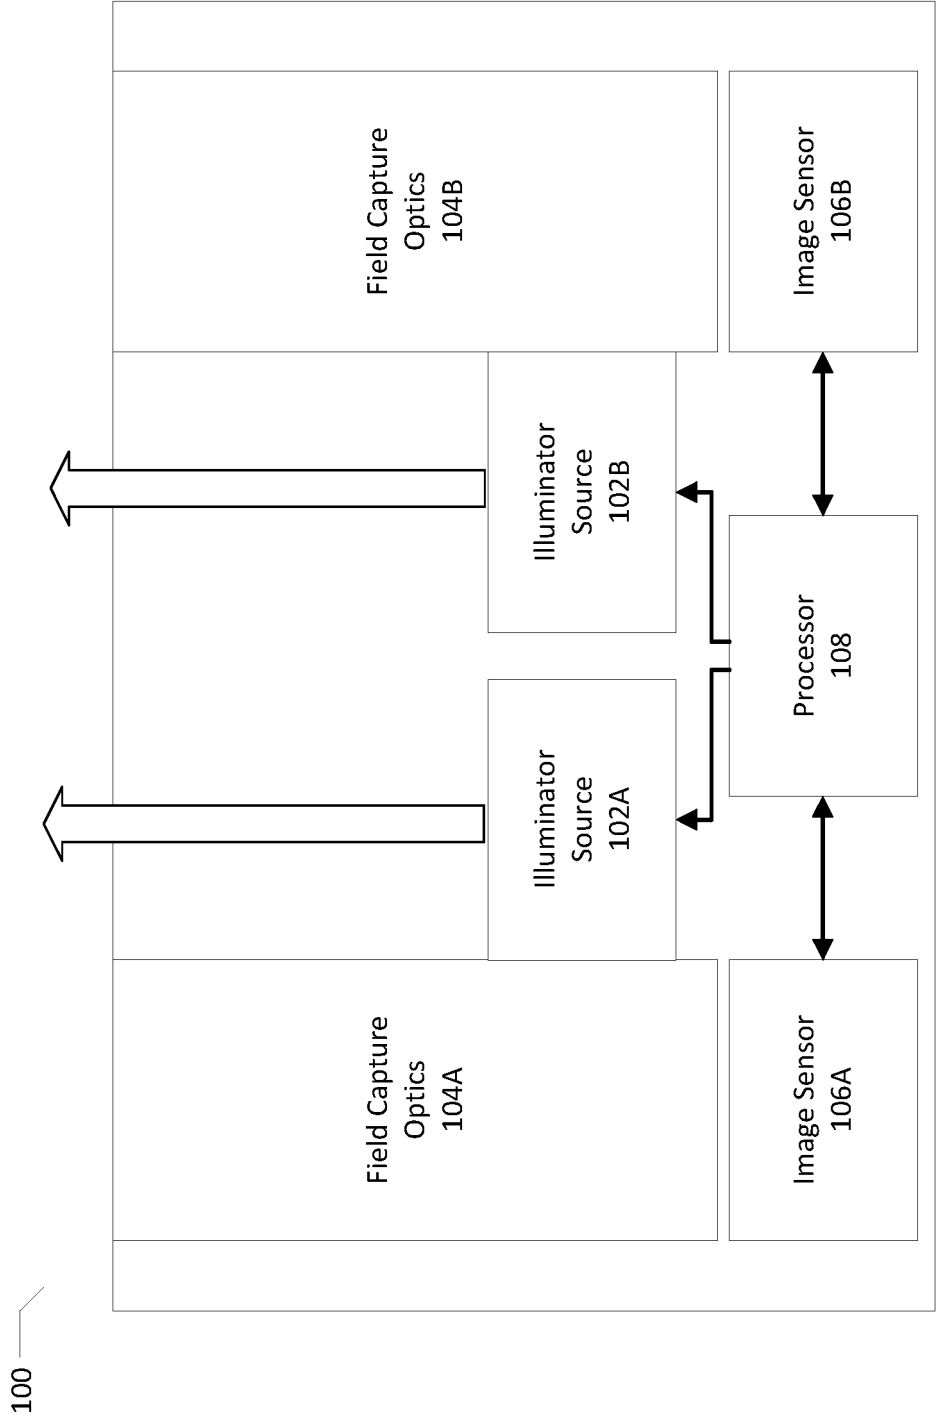 100
Field Capture
Optics
104A
Field Capture
Optics
104B
Illuminator
Source
102A
Illuminator
Source
102B
Image Sensor
106A
Processor
108
Image Sensor
106B